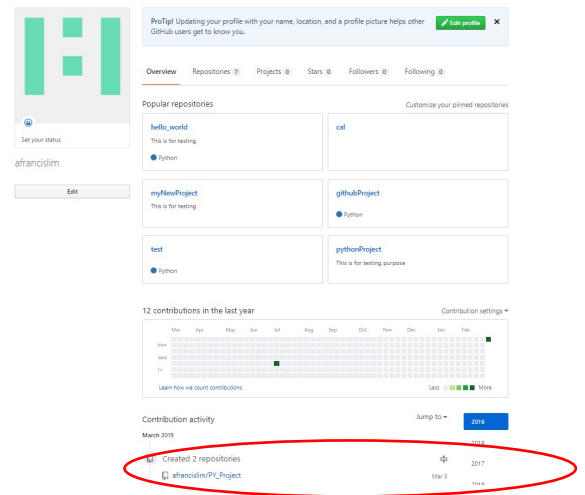 ProTip! Updating your profile with your name, location, and a profile picture helps other
GitHub users get to know you.
Edit profile
Overview Repositories 7 Projects 0 Stars 0 Followers 0 Following 0
Set your status
afrancislim
Edit
Popular repositories
Customize your pinned repositories
hello_world
This is for testing
Python
cal
myNewProject
This is for testing
githubProject
Python
test
Python
pythonProject
This is for testing purpose
12 contributions in the last year
Contribution settings
Mar Apr May Jun Jul Aug Sep Oct Nov Dec Jan Feb
Mon
Wed
Fri
Learn how we count contributions.
Less More
Contribution activity
Jump to
2019
2018
2017
2016
March 2019
Created 2 repositories
afrancislim/PY_Project
Mar 3